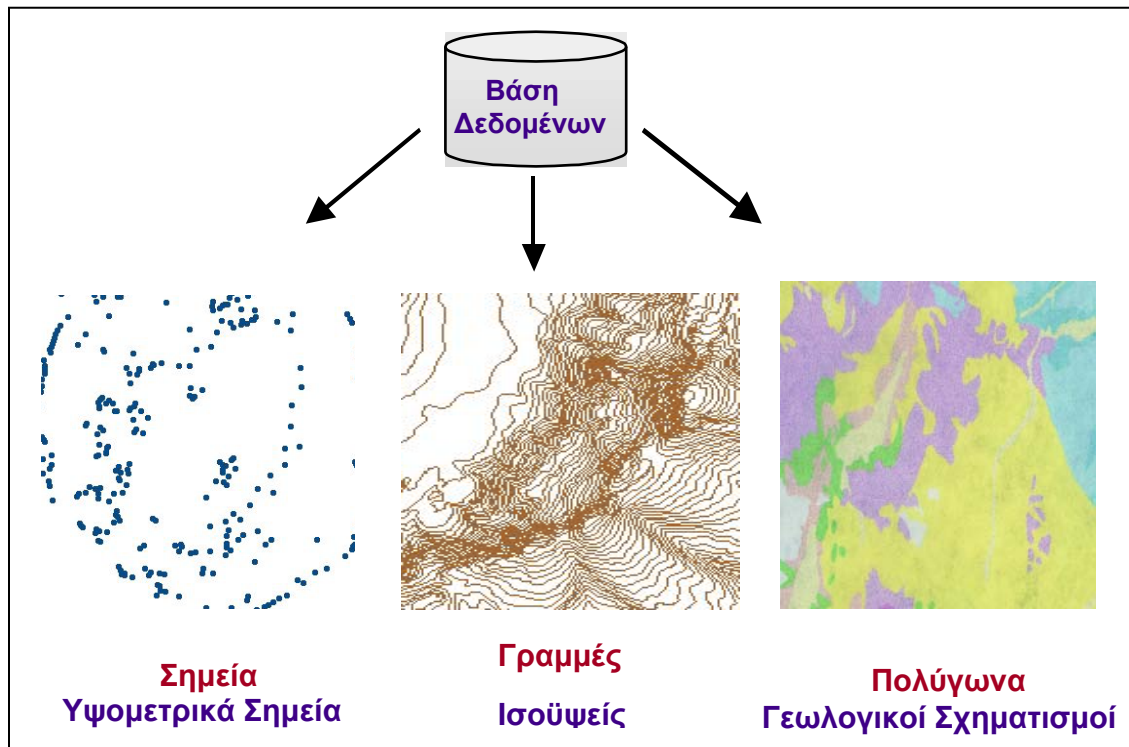 Βάση
Δεδομένων
Σημεία
Υψομετρικά Σημεία
Γραμμές
Ισοϋψείς
Πολύγωνα
Γεωλογικοί Σχηματισμοί